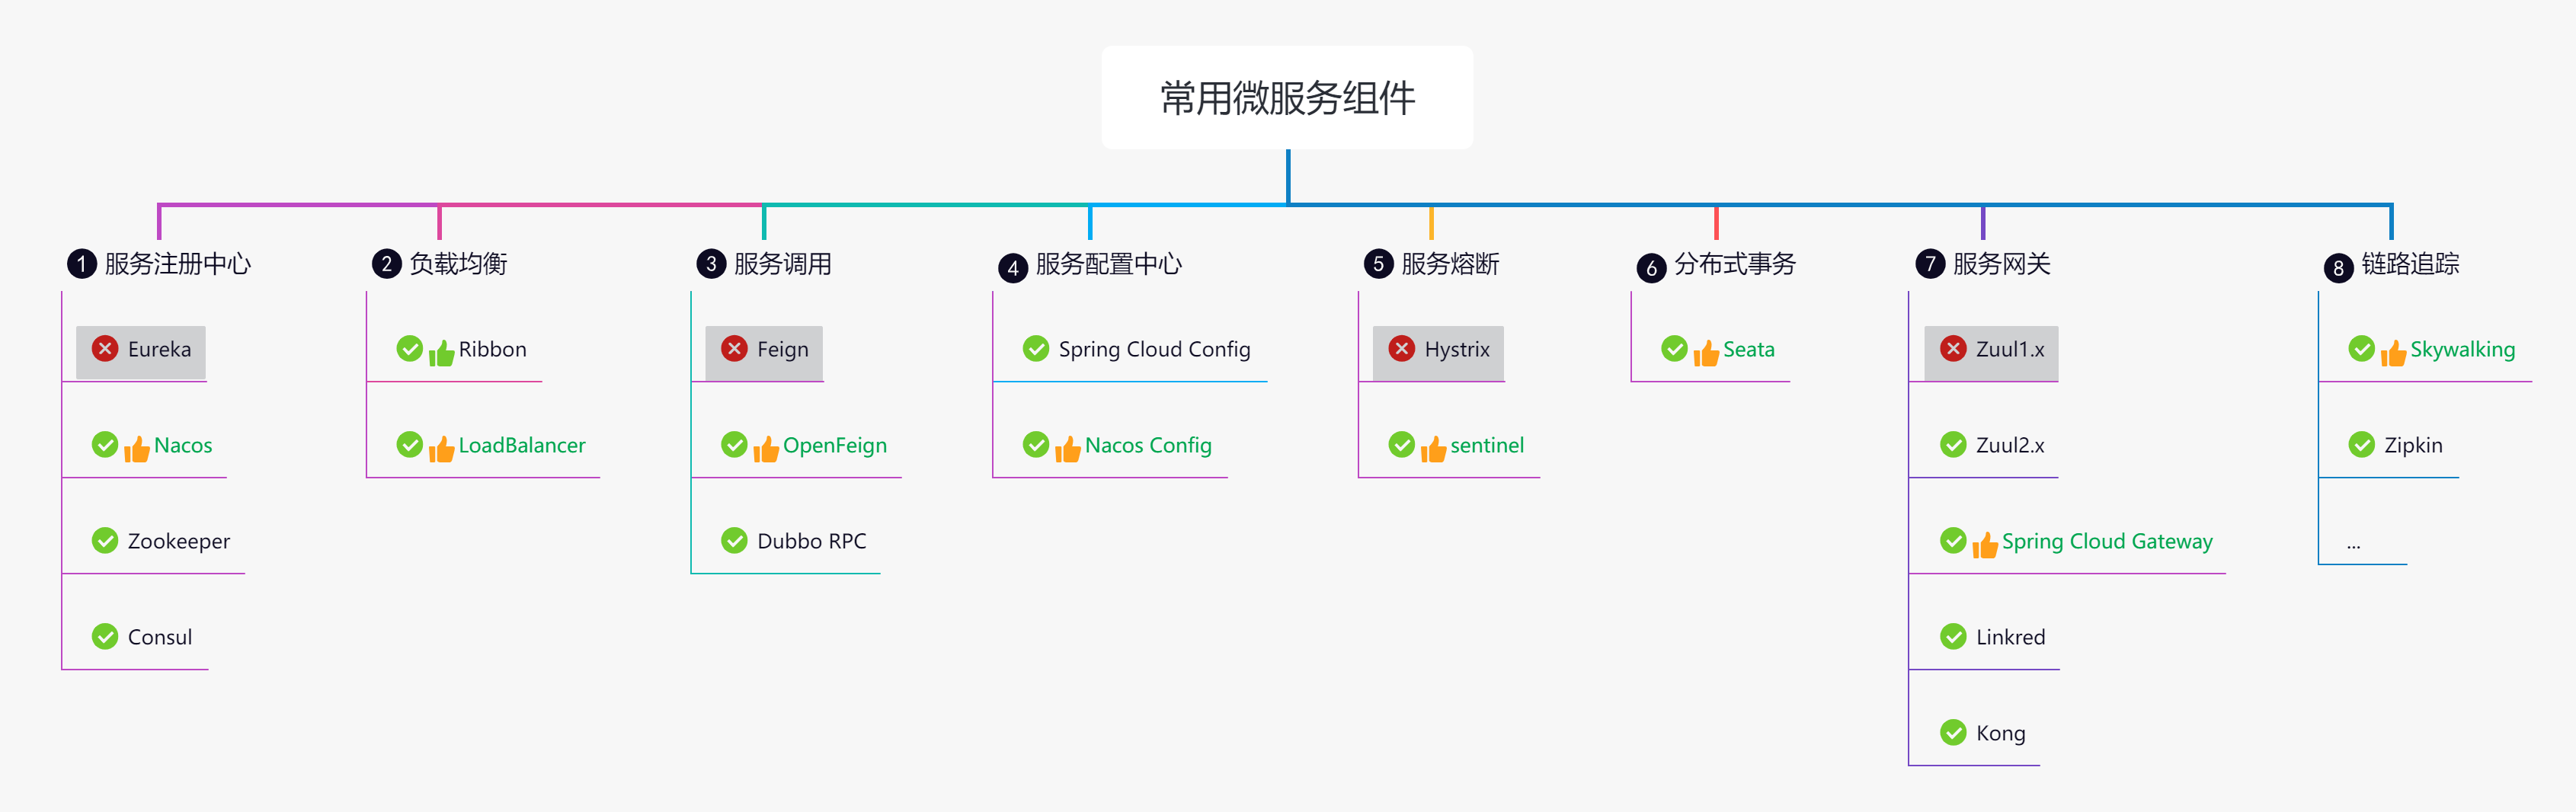 常用微服务组件
1 服务注册中心
Eureka
Nacos
Zookeeper
Consul
2 负载均衡
Ribbon
LoadBalancer
3 服务调用
Feign
OpenFeign
Dubbo RPC
4 服务配置中心
Spring Cloud Config
Nacos Config
5 服务熔断
Hystrix
sentinel
6 分布式事务
Seata
7 服务网关
Zuul1.x
Zuul2.x
Spring Cloud Gateway
Linkred
Kong
8 链路追踪
Skywalking
Zipkin
...